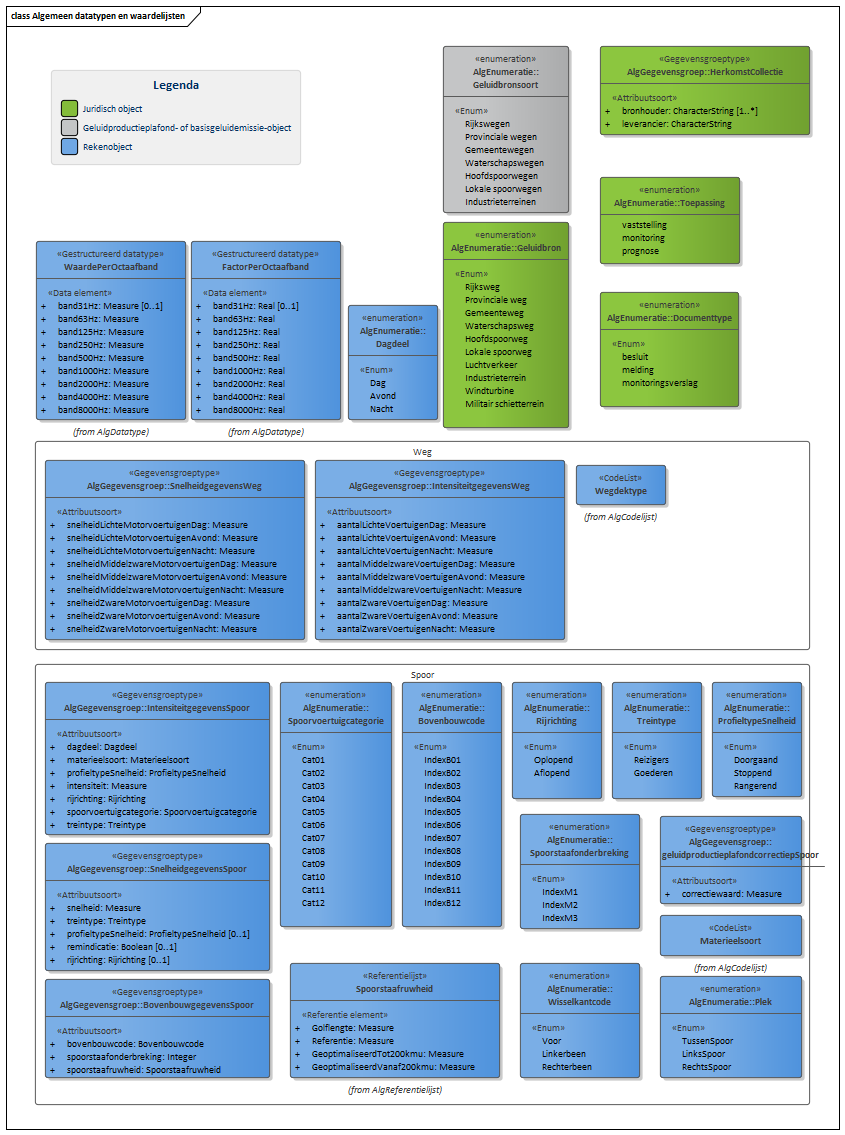 class Algemeen datatypen en waardelijsten
Legenda
Juridisch object
Geluidproductieplafond- of basisgeluidemissie-object
Rekenobject
«enumeration»
AlgEnumeratie::
Geluidbronsoort
«Enum»
Rijkswegen
Provinciale wegen
Gemeentewegen
Waterschapswegen
Hoofdspoorwegen
Lokale spoorwegen
Industrieterreinen
«Gegevensgroeptype»
AlgGegevensgroep::HerkomstCollectie
«Attribuutsoort»
+ bronhouder: CharacterString [1..*]
+ leverancier: CharacterString
«enumeration»
AlgEnumeratie::Toepassing
vaststelling
monitoring
prognose
«Gestructureerd datatype»
WaardePerOctaafband
«Data element»
+ band31Hz: Measure [0..1]
+ band63Hz: Measure
+ band125Hz: Measure
+ band250Hz: Measure
+ band500Hz: Measure
+ band1000Hz: Measure
+ band2000Hz: Measure
+ band4000Hz: Measure
+ band8000Hz: Measure
(from AlgDatatype)
«Gestructureerd datatype»
FactorPerOctaafband
«Data element»
+ band31Hz: Real [0..1]
+ band63Hz: Real
+ band125Hz: Real
+ band250Hz: Real
+ band500Hz: Real
+ band1000Hz: Real
+ band2000Hz: Real
+ band4000Hz: Real
+ band8000Hz: Real
(from AlgDatatype)
«enumeration»
AlgEnumeratie::
Dagdeel
«Enum»
Dag
Avond
Nacht
«enumeration»
AlgEnumeratie::Geluidbron
«Enum»
Rijksweg
Provinciale weg
Gemeenteweg
Waterschapsweg
Hoofdspoorweg
Lokale spoorweg
Luchtverkeer
Industrieterrein
Windturbine
Militair schietterrein
«enumeration»
AlgEnumeratie::Documenttype
«Enum»
besluit
melding
monitoringsverslag
Weg
«Gegevensgroeptype»
AlgGegevensgroep::SnelheidgegevensWeg
«Attribuutsoort»
+ snelheidLichteMotorvoertuigenDag: Measure
+ snelheidLichteMotorvoertuigenAvond: Measure
+ snelheidLichteMotorvoertuigenNacht: Measure
+ snelheidMiddelzwareMotorvoertuigenDag: Measure
+ snelheidMiddelzwareMotorvoertuigenAvond: Measure
+ snelheidMiddelzwareMotorvoertuigenNacht: Measure
+ snelheidZwareMotorvoertuigenDag: Measure
+ snelheidZwareMotorvoertuigenAvond: Measure
+ snelheidZwareMotorvoertuigenNacht: Measure
«Gegevensgroeptype»
AlgGegevensgroep::IntensiteitgegevensWeg
«Attribuutsoort»
+ aantalLichteVoertuigenDag: Measure
+ aantalLichteVoertuigenAvond: Measure
+ aantalLichteVoertuigenNacht: Measure
+ aantalMiddelzwareVoertuigenDag: Measure
+ aantalMiddelzwareVoertuigenAvond: Measure
+ aantalMiddelzwareVoertuigenNacht: Measure
+ aantalZwareVoertuigenDag: Measure
+ aantalZwareVoertuigenAvond: Measure
+ aantalZwareVoertuigenNacht: Measure
«CodeList»
Wegdektype
(from AlgCodelijst)
Spoor
«Gegevensgroeptype»
AlgGegevensgroep::IntensiteitgegevensSpoor
«Attribuutsoort»
+ dagdeel: Dagdeel
+ materieelsoort: Materieelsoort
+ profieltypeSnelheid: ProfieltypeSnelheid
+ intensiteit: Measure
+ rijrichting: Rijrichting
+ spoorvoertuigcategorie: Spoorvoertuigcategorie
+ treintype: Treintype
«enumeration»
AlgEnumeratie::
Spoorvoertuigcategorie
«Enum»
Cat01
Cat02
Cat03
Cat04
Cat05
Cat06
Cat07
Cat08
Cat09
Cat10
Cat11
Cat12
«enumeration»
AlgEnumeratie::
Bovenbouwcode
«Enum»
IndexB01
IndexB02
IndexB03
IndexB04
IndexB05
IndexB06
IndexB07
IndexB08
IndexB09
IndexB10
IndexB11
IndexB12
«enumeration»
AlgEnumeratie::
Rijrichting
«Enum»
Oplopend
Aflopend
«enumeration»
AlgEnumeratie::
Treintype
«Enum»
Reizigers
Goederen
«enumeration»
AlgEnumeratie::
ProfieltypeSnelheid
«Enum»
Doorgaand
Stoppend
Rangerend
«Gegevensgroeptype»
AlgGegevensgroep::SnelheidgegevensSpoor
«Attribuutsoort»
+ snelheid: Measure
+ treintype: Treintype
+ profieltypeSnelheid: ProfieltypeSnelheid [0..1]
+ remindicatie: Boolean [0..1]
+ rijrichting: Rijrichting [0..1]
«enumeration»
AlgEnumeratie::
Spoorstaafonderbreking
«Enum»
IndexM1
IndexM2
IndexM3
«Gegevensgroeptype»
AlgGegevensgroep::
geluidproductieplafondcorrectiepSpoor
«Attribuutsoort»
+ correctiewaard: Measure
«CodeList»
Materieelsoort
(from AlgCodelijst)
«Gegevensgroeptype»
AlgGegevensgroep::BovenbouwgegevensSpoor
«Attribuutsoort»
+ bovenbouwcode: Bovenbouwcode
+ spoorstaafonderbreking: Integer
+ spoorstaafruwheid: Spoorstaafruwheid
«Referentielijst»
Spoorstaafruwheid
«Referentie element»
+ Golflengte: Measure
+ Referentie: Measure
+ GeoptimaliseerdTot200kmu: Measure
+ GeoptimaliseerdVanaf200kmu: Measure
(from AlgReferentielijst)
«enumeration»
AlgEnumeratie::
Wisselkantcode
«Enum»
Voor
Linkerbeen
Rechterbeen
«enumeration»
AlgEnumeratie::Plek
«Enum»
TussenSpoor
LinksSpoor
RechtsSpoor